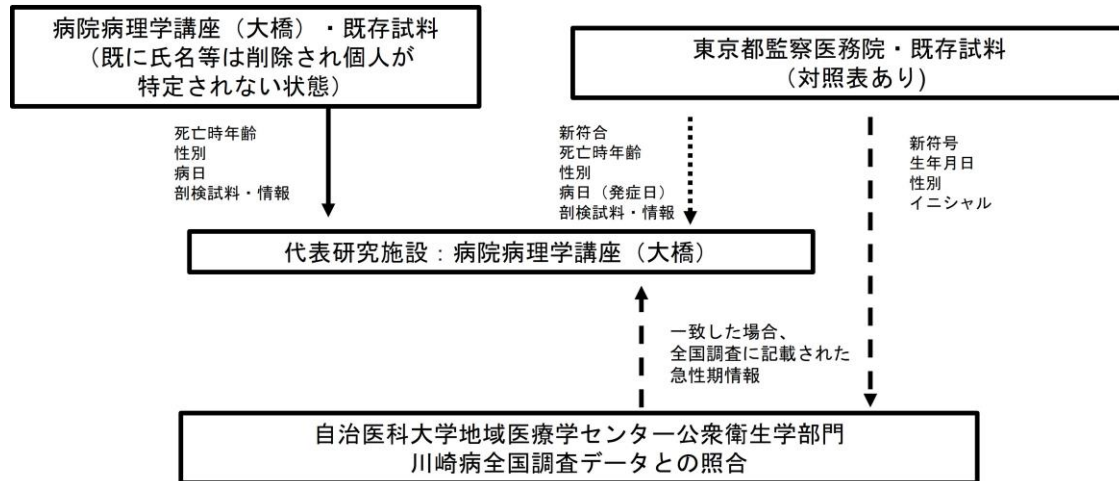 病院病理学講座（大橋）・既存試料
（既に氏名等は削除され個人が
特定されない状態）
東京都監察医務院・既存試料
（対照表あり)
死亡時年齢
性別
病日
剖検試料・情報
新符合
死亡時年齢
性別
病日（発症日）
剖検試料・情報
新符号
生年月日
性別
イニシャル
代表研究施設：病院病理学講座（大橋）
一致した場合、
全国調査に記載された
急性期情報
自治医科大学地域医療学センター公衆衛生学部門
川崎病全国調査データとの照合